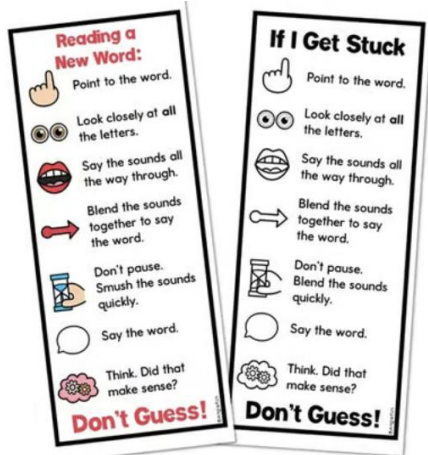 Reading a
New Word:
Point to the word.
Look closely at all
the letters.
Say the sounds all
the way through.
Blend the sounds
together to say
the word.
Don't pause.
Smush the sounds
quickly.
Say the word.
Think. Did that
make sense?
Don't Guess!
If I Get Stuck
Point to the word.
Look closely at all
the letters.
Say the sounds all
the way through.
Blend the sounds
together to say
the word.
Don't pause.
Blend the sounds
quickly.
Say the word.
Think. Did that
make sense?
Don't Guess!